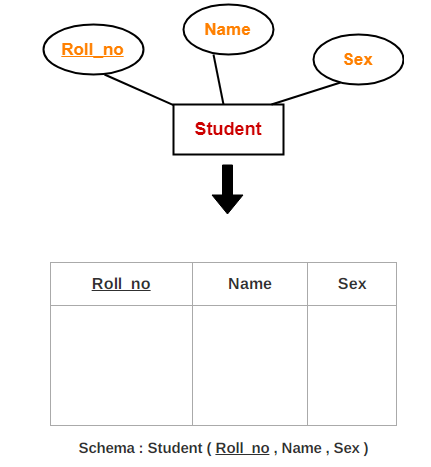 Name
Roll_no
Sex
Student
Roll_no Name Sex
Schema : Student ( Roll_no , Name , Sex )